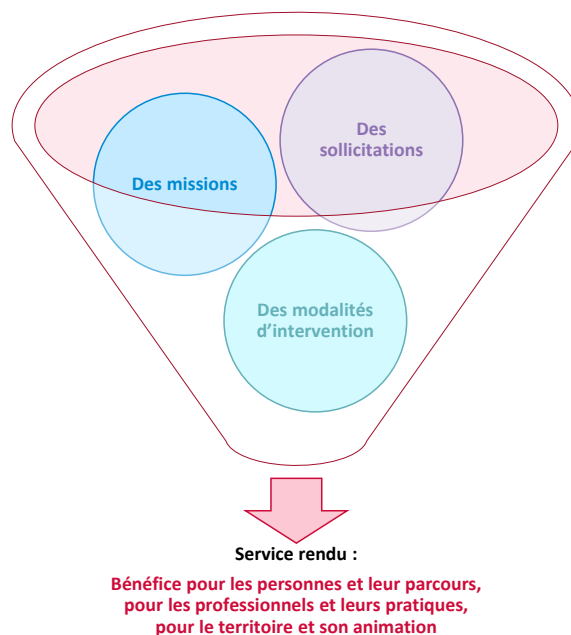 Des
sollicitations
Des missions
Des modalités
d’intervention
Service rendu :
Bénéfice pour les personnes et leur parcours,
pour les professionnels et leurs pratiques,
pour le territoire et son animation